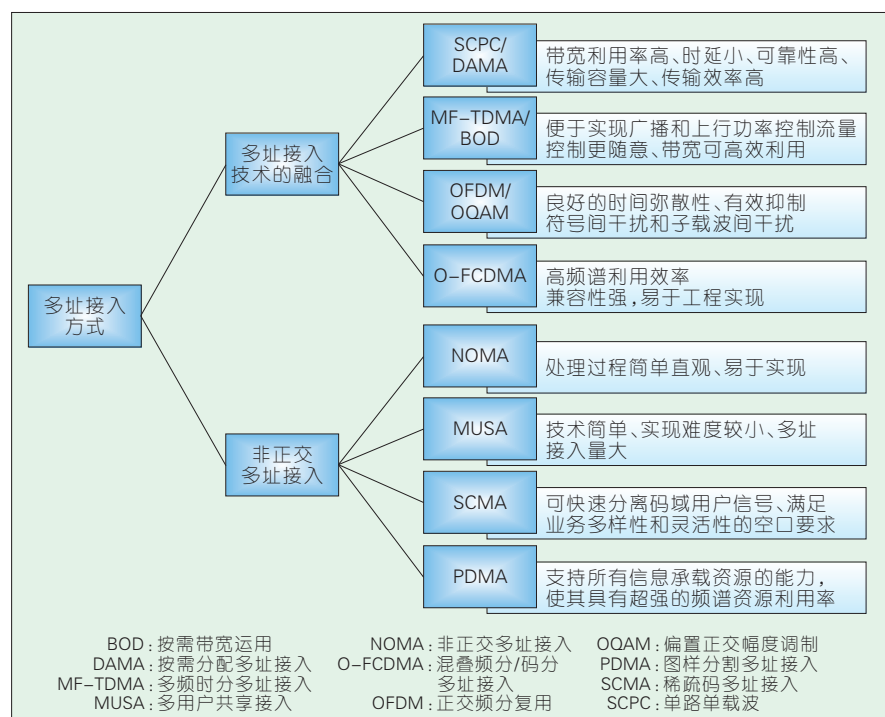 多址接入
方式
多址接入
技术的融合
SCPC/
DAMA
带宽利用率高、时延小、可靠性高、
传输容量大、传输效率高
MF-TDMA/
BOD
便于实现广播和上行功率控制流量
控制更随意、带宽可高效利用
OFDM/
OQAM
良好的时间弥散性、有效抑制
符号间干扰和子载波间干扰
O-FCDMA
高频谱利用效率
兼容性强,易于工程实现
非正交
多址接入
NOMA
处理过程简单直观、易于实现
MUSA
技术简单、实现难度较小、多址
接入量大
SCMA
可快速分离码域用户信号、满足
业务多样性和灵活性的空口要求
PDMA
支持所有信息承载资源的能力,
使其具有超强的频谱资源利用率
BOD:按需带宽运用
DAMA:按需分配多址接入
MF-TDMA:多频时分多址接入
MUSA:多用户共享接入
NOMA:非正交多址接入
O-FCDMA:混叠频分/码分
多址接入
OFDM:正交频分复用
OQAM:偏置正交幅度调制
PDMA:图样分割多址接入
SCMA:稀疏码多址接入
SCPC:单路单载波